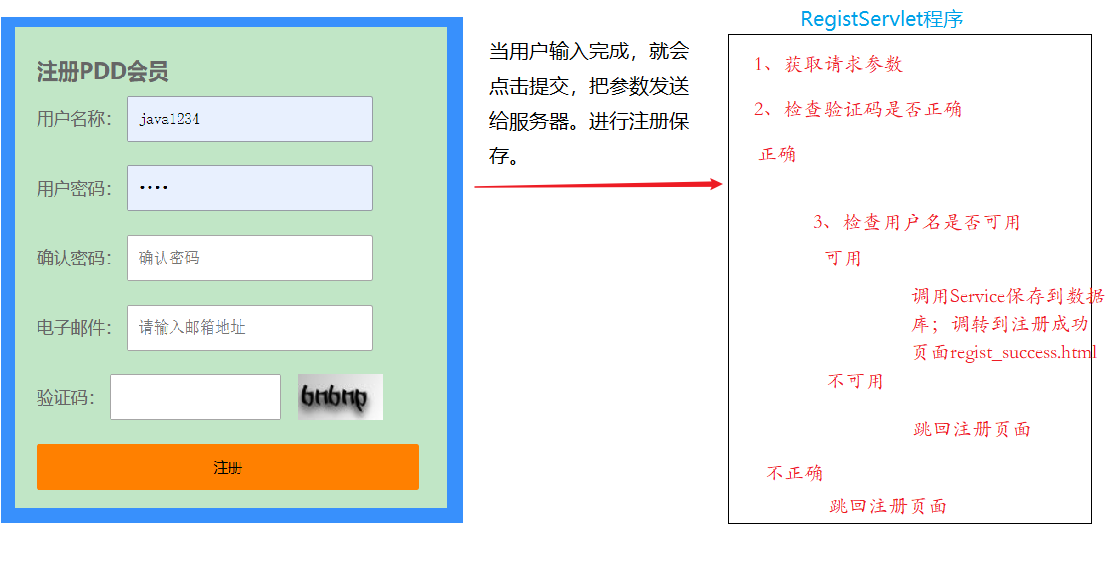 注册PDD会员
用户名称：
java1234
用户密码：
••••
确认密码：
确认密码
电子邮件：
请输入邮箱地址
验证码：
bnbnp
注册
当用户输入完成，就会
点击提交，把参数发送
给服务器。进行注册保
存。
RegistServlet程序
1、获取请求参数
2、检查验证码是否正确
正确
3、检查用户名是否可用
可用
调用Service保存到数据
库；调转到注册成功
页面regist_success.html
不可用
跳回注册页面
不正确
跳回注册页面